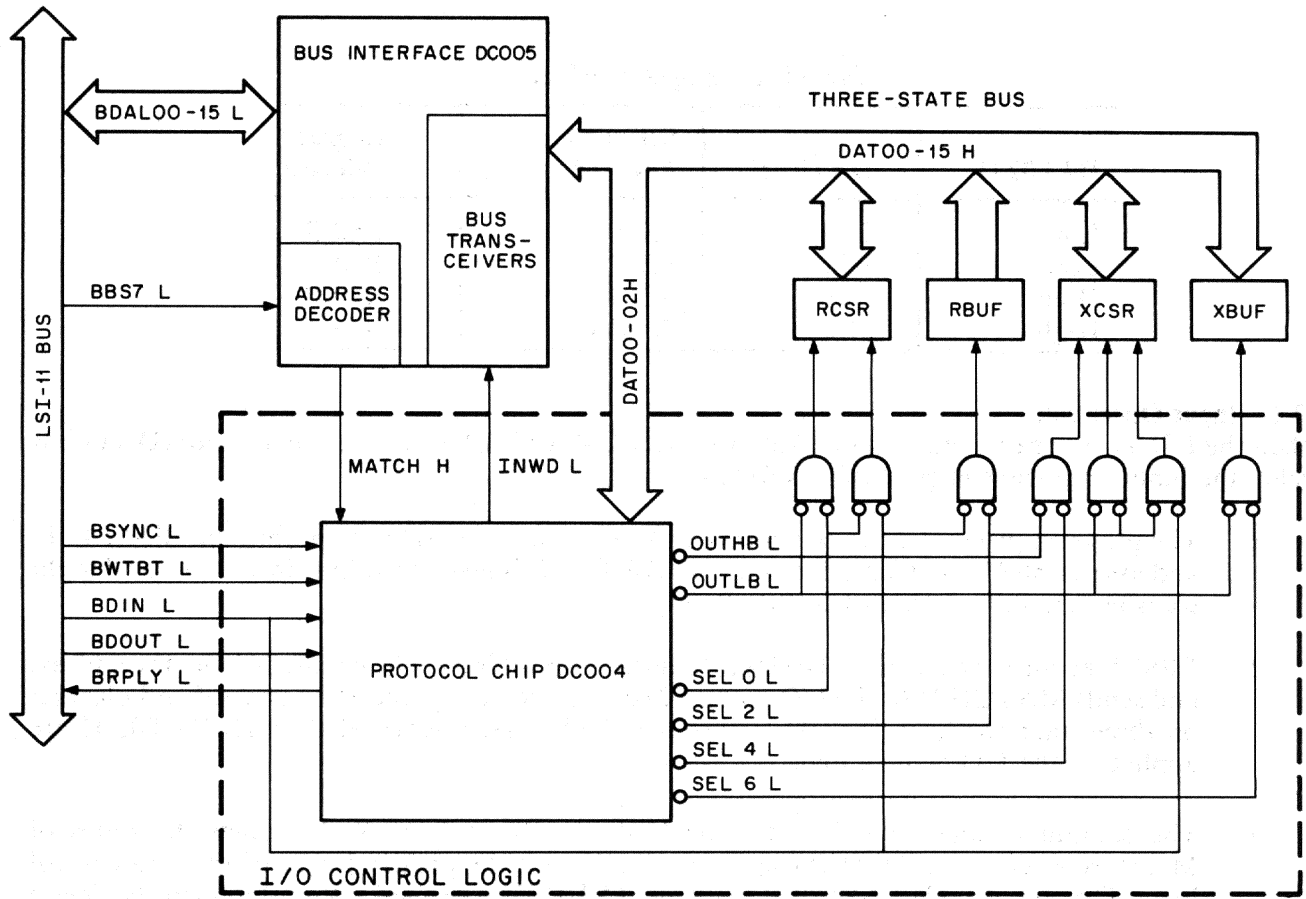 BUS INTERFACE DC005
BDAL00-15 L
THREE-STATE BUS
DAT00-15 H
BUS
TRANS-
CEIVERS
BBS7 L
ADDRESS
DECODER
DAT00-02H
RCSR
RBUF
XCSR
XBUF
LSI-11 BUS
MATCH H
INWD L
BSYNC L
BWTBT L
BDIN L
BDOUT L
BRPLY L
OUTHB L
OUTLB L
PROTOCOL CHIP DC004
SEL 0 L
SEL 2 L
SEL 4 L
SEL 6 L
I/O CONTROL LOGIC